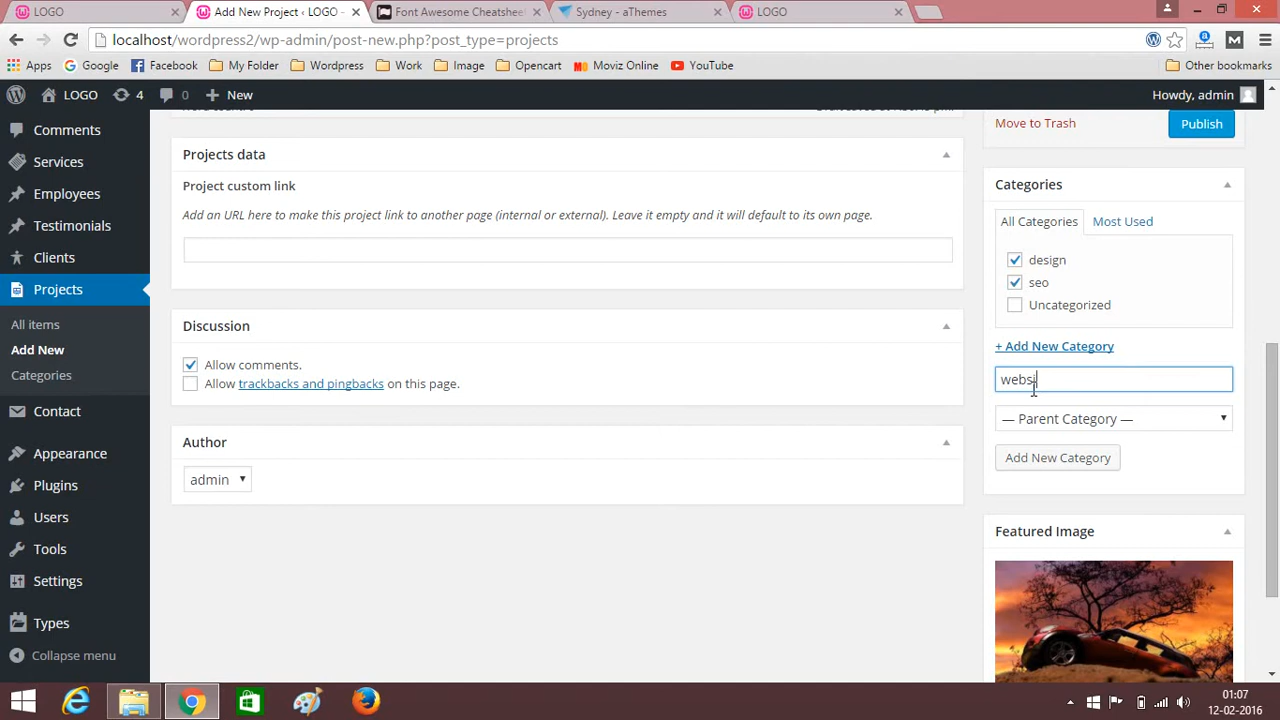 LOGO
Add New Project ‹ LOGO -
Font Awesome Cheatshee
Sydney - aThemes
LOGO
localhost/wordpress2/wp-admin/post-new.php?post_type=projects
Apps
Google
Facebook
My Folder
Wordpress
Work
Image
Opencart
Moviz Online
YouTube
Other bookmarks
LOGO
4
0
New
Howdy, admin
Comments
Services
Employees
Testimonials
Clients
Projects
All items
Add New
Categories
Contact
Appearance
Plugins
Users
Tools
Settings
Types
Collapse menu
Projects data
Project custom link
Add an URL here to make this project link to another page (internal or external). Leave it empty and it will default to its own page.
Discussion
Allow comments.
Allow trackbacks and pingbacks on this page.
Author
admin
Move to Trash
Publish
Categories
All Categories
Most Used
design
seo
Uncategorized
+ Add New Category
websi
— Parent Category —
Add New Category
Featured Image
01:07
12-02-2016